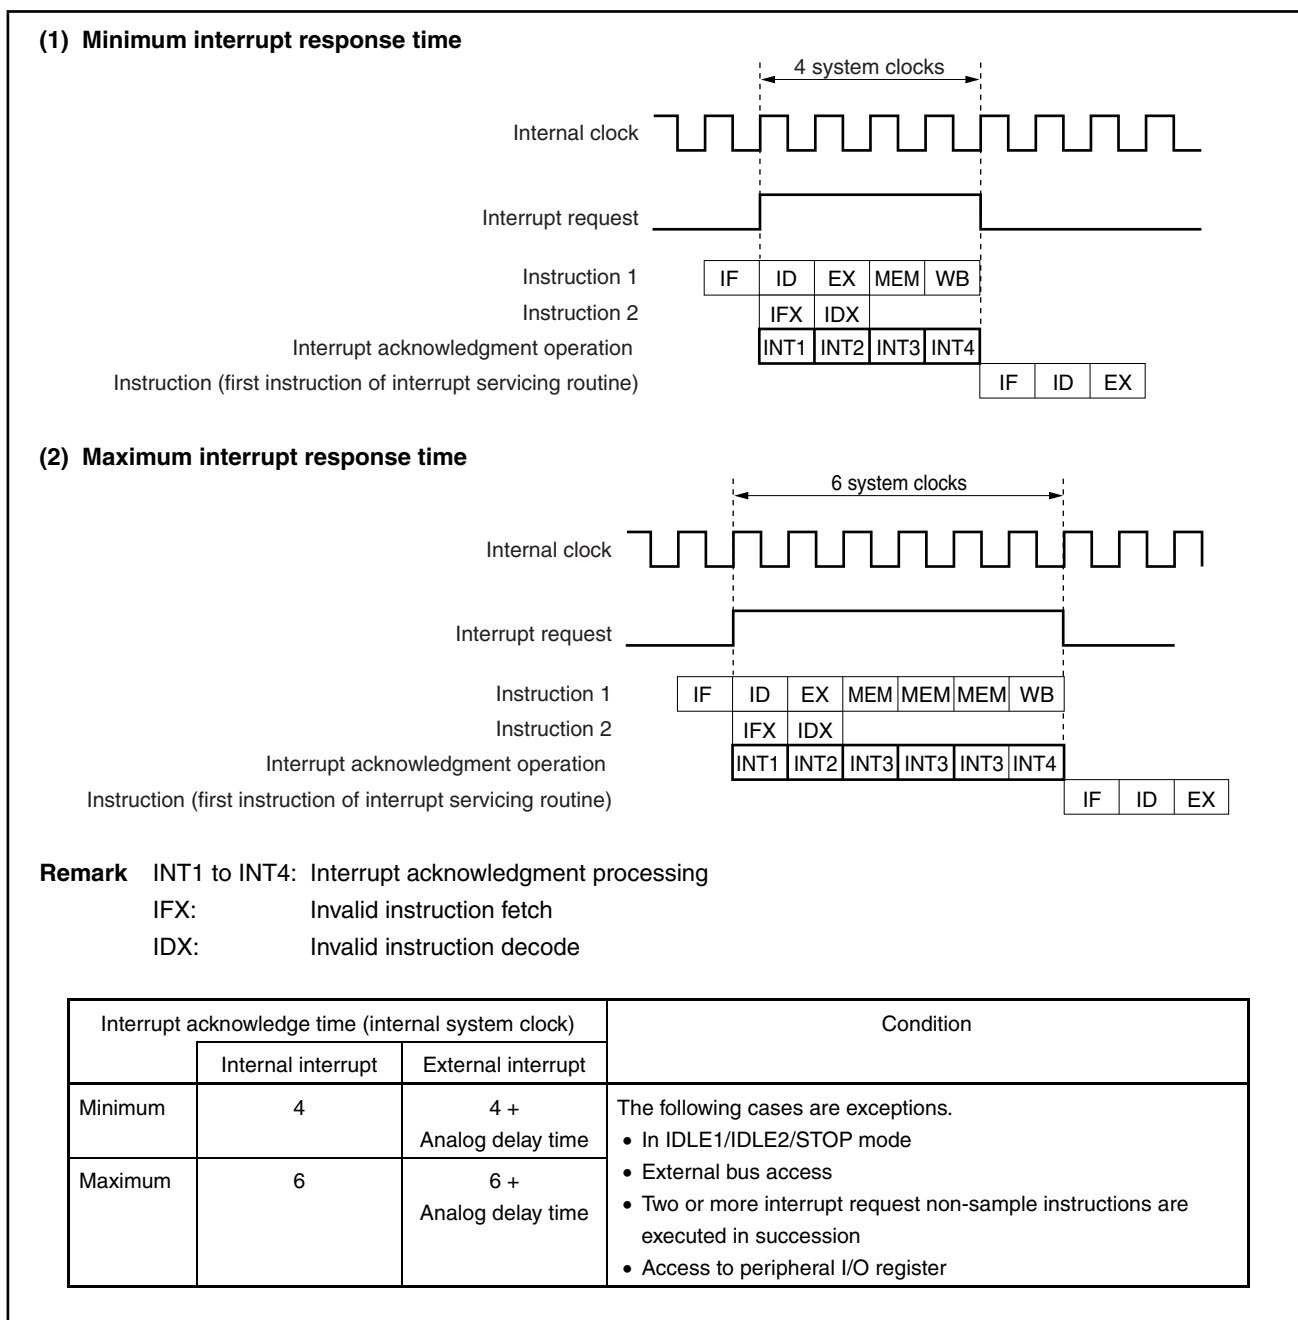 (1) Minimum interrupt response time
4 system clocks
Internal clock
Interrupt request
Instruction 1 IF ID EX MEM WB
Instruction 2 IFX IDX
Interrupt acknowledgment operation INT1 INT2 INT3 INT4
Instruction (first instruction of interrupt servicing routine) IF ID EX
(2) Maximum interrupt response time
6 system clocks
Internal clock
Interrupt request
Instruction 1 IF ID EX MEM MEM MEM WB
Instruction 2 IFX IDX
Interrupt acknowledgment operation INT1 INT2 INT3 INT3 INT3 INT4
Instruction (first instruction of interrupt servicing routine) IF ID EX
Remark INT1 to INT4: Interrupt acknowledgment processing
IFX: Invalid instruction fetch
IDX: Invalid instruction decode
Interrupt acknowledge time (internal system clock) Condition
Internal interrupt External interrupt
Minimum 4 4 +
Analog delay time
Maximum 6 6 +
Analog delay time
The following cases are exceptions.
• In IDLE1/IDLE2/STOP mode
• External bus access
• Two or more interrupt request non-sample instructions are
executed in succession
• Access to peripheral I/O register